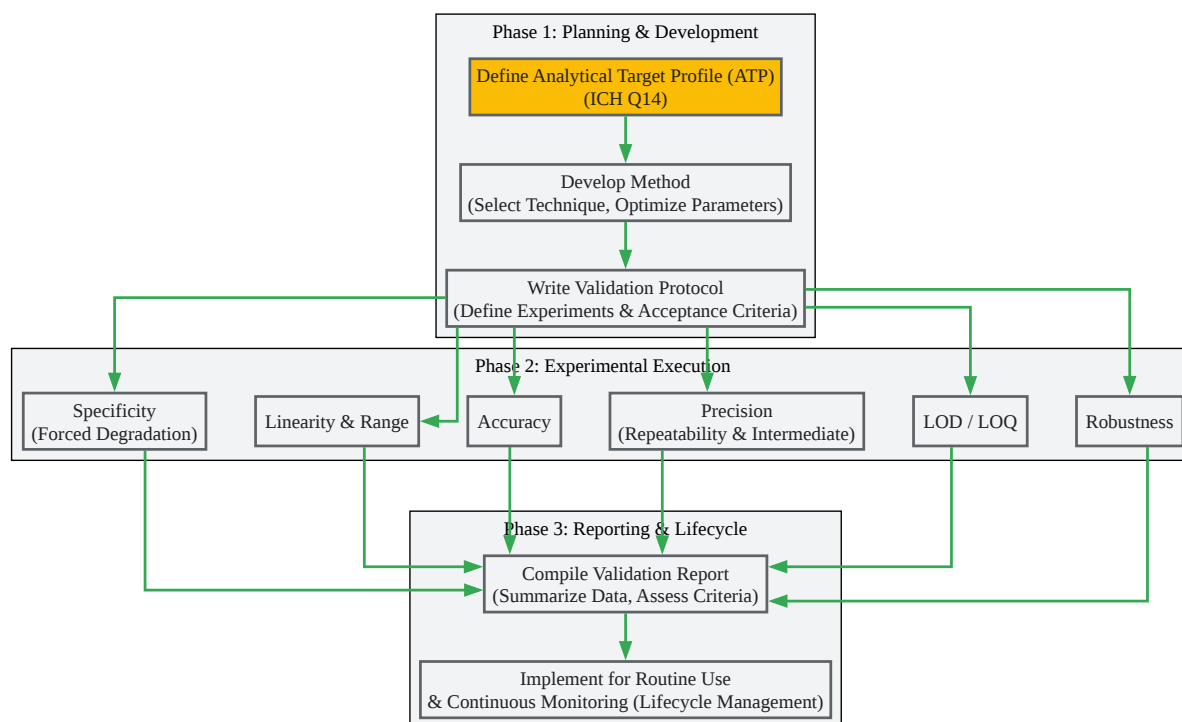 Phase 1: Planning & Development
Define Analytical Target Profile (ATP)
(ICH Q14)
Develop Method
(Select Technique, Optimize Parameters)
Write Validation Protocol
(Define Experiments & Acceptance Criteria)
Phase 2: Experimental Execution
Specificity
(Forced Degradation)
Linearity & Range
Accuracy
Precision
(Repeatability & Intermediate)
LOD / LOQ
Robustness
Phase 3: Reporting & Lifecycle
Compile Validation Report
(Summarize Data, Assess Criteria)
Implement for Routine Use
& Continuous Monitoring (Lifecycle Management)